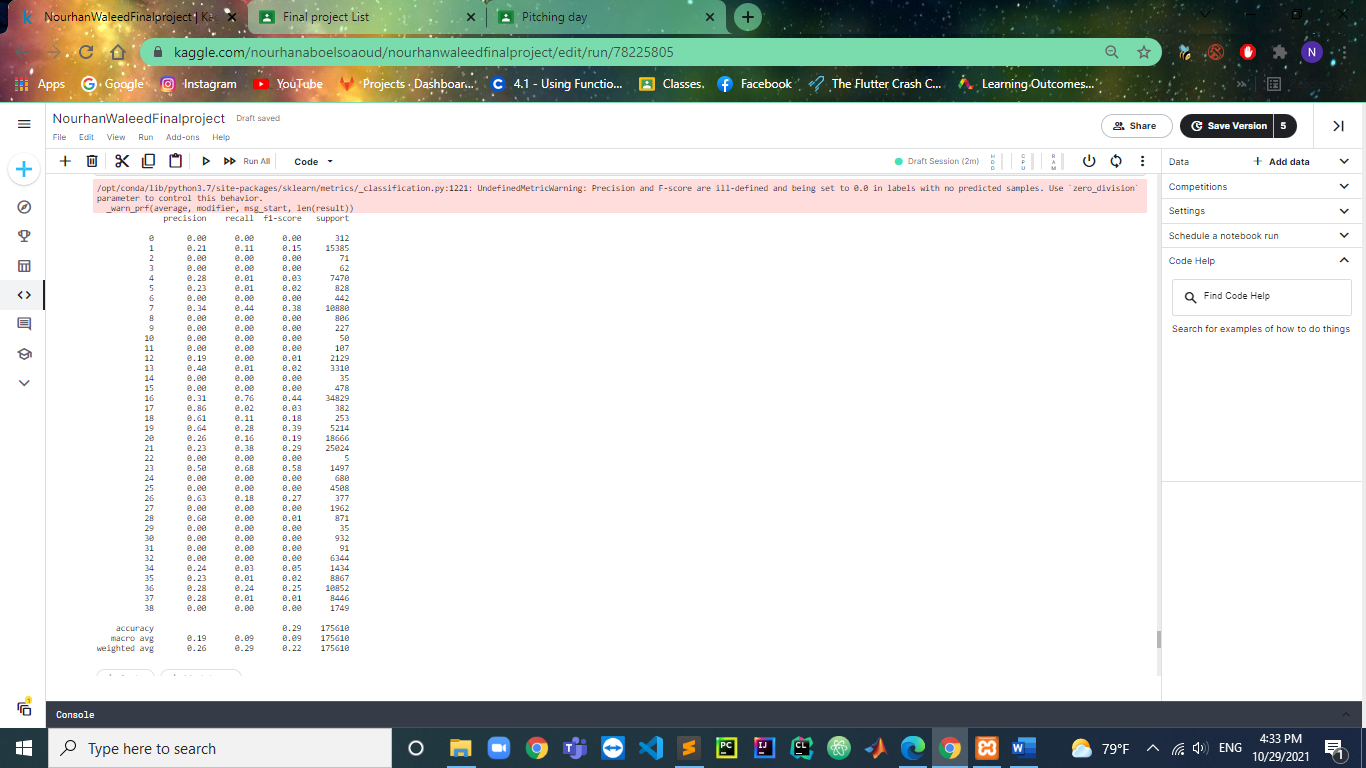 NourhanWaleedFinalproject | Ka
Final project List
Pitching day
kaggle.com/nourhanaboelsoaoud/nourhanwaleedfinalproject/edit/run/78225805
N
Apps Google Instagram YouTube Projects · Dashboar... 4.1 - Using Functio... Classes. Facebook The Flutter Crash C... Learning Outcomes...
NourhanWaleedFinalproject Draft saved
File Edit View Run Add-ons Help
Share
Save Version 5
Run All Code
Draft Session (2m) HDD CPU RAM
/opt/conda/lib/python3.7/site-packages/sklearn/metrics/_classification.py:1221: UndefinedMetricWarning: Precision and F-score are ill-defined and being set to 0.0 in labels with no predicted samples. Use `zero_division`
parameter to control this behavior.
_warn_prf(average, modifier, msg_start, len(result))
precision recall f1-score support
0 0.00 0.00 0.00 312
1 0.21 0.11 0.15 15385
2 0.00 0.00 0.00 71
3 0.00 0.00 0.00 62
4 0.28 0.01 0.03 7470
5 0.23 0.01 0.02 828
6 0.00 0.00 0.00 442
7 0.34 0.44 0.38 10880
8 0.00 0.00 0.00 806
9 0.00 0.00 0.00 227
10 0.00 0.00 0.00 50
11 0.00 0.00 0.00 107
12 0.19 0.00 0.01 2129
13 0.40 0.01 0.02 3310
14 0.00 0.00 0.00 35
15 0.00 0.00 0.00 478
16 0.31 0.76 0.44 34829
17 0.86 0.02 0.03 382
18 0.61 0.11 0.18 253
19 0.64 0.28 0.39 5214
20 0.26 0.16 0.19 18666
21 0.23 0.38 0.29 25024
22 0.00 0.00 0.00 5
23 0.50 0.68 0.58 1497
24 0.00 0.00 0.00 680
25 0.00 0.00 0.00 4508
26 0.63 0.18 0.27 377
27 0.00 0.00 0.00 1962
28 0.60 0.00 0.01 871
29 0.00 0.00 0.00 35
30 0.00 0.00 0.00 932
31 0.00 0.00 0.00 91
32 0.00 0.00 0.00 6344
34 0.24 0.03 0.05 1434
35 0.23 0.01 0.02 8867
36 0.28 0.24 0.25 10852
37 0.28 0.01 0.01 8446
38 0.00 0.00 0.00 1749
accuracy 0.29 175610
macro avg 0.19 0.09 0.09 175610
weighted avg 0.26 0.29 0.22 175610
Data + Add data
Competitions
Settings
Schedule a notebook run
Code Help
Find Code Help
Search for examples of how to do things
Console
Type here to search
79°F
ENG
4:33 PM
10/29/2021
1